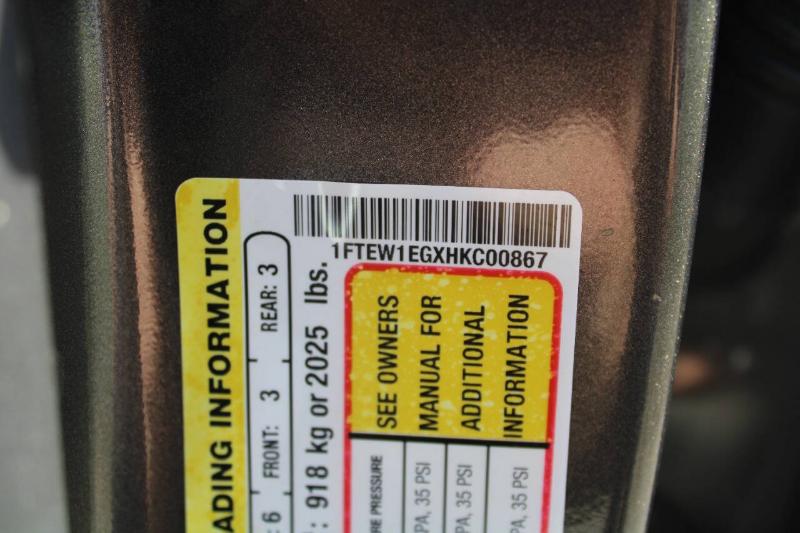 1FTEW1EGXHKC00867
ADING INFORMATION
: 6 FRONT: 3 REAR: 3
: 918 kg or 2025 lbs.
RE PRESSURE
PA, 35 PSI
PA, 35 PSI
PA, 35 PSI
SEE OWNERS
MANUAL FOR
ADDITIONAL
INFORMATION